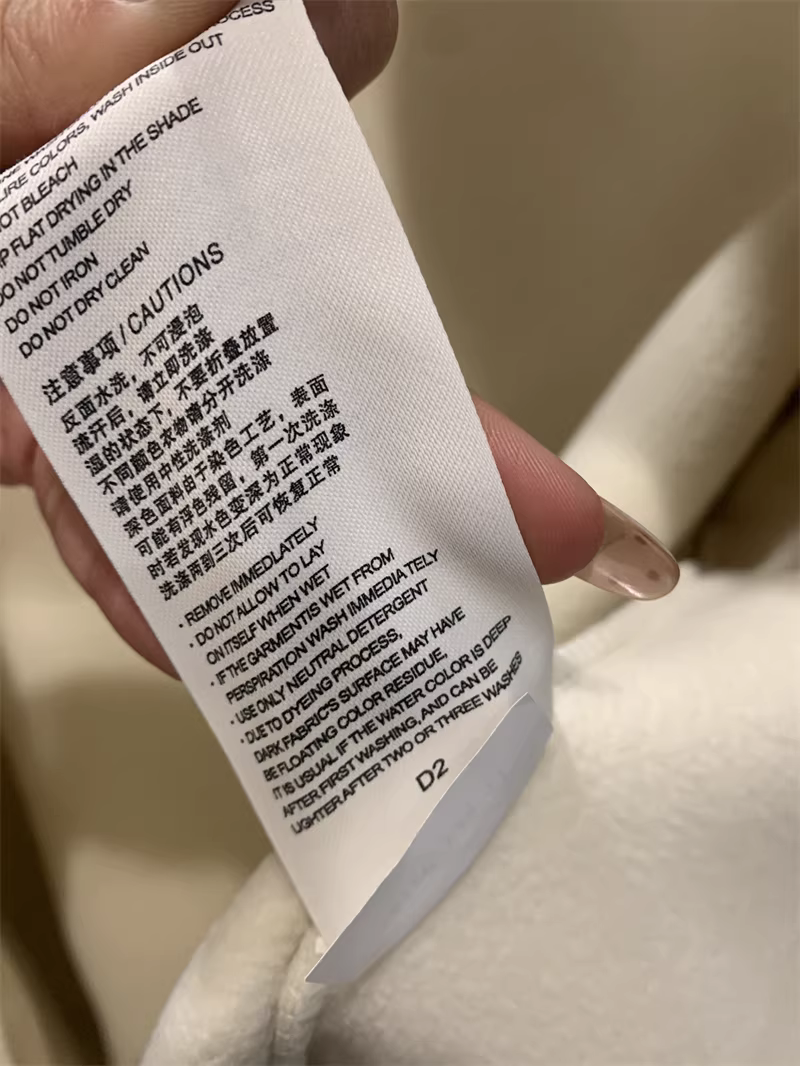 OCESS
WASH INSIDE OUT
COLORS,
BLEACH
FLAT DRYING IN THE SHADE
DO NOT TUMBLE DRY
DO NOT IRON
DO NOT DRY CLEAN
注意事项 / CAUTIONS
反面水洗，不可浸泡
流汗后，请立即洗涤
湿的状态下，不要折叠放置
不同颜色衣物请分开洗涤
请使用中性洗涤剂
深色面料由于染色工艺，表面
可能有浮色残留，第一次洗涤
时若发现水色变深为正常现象
洗涤两到三次后可恢复正常
· REMOVE IMMEDLATELY
· DO NOT ALLOW TO LAY
ON ITSELF WHEN WET
· IF THE GARMENTIS WET FROM
PERSPIRATION WASH IMMEDIATELY
· USE ONLY NEUTRAL DETERGENT
· DUE TO DYEING PROCESS,
DARK FABRIC'S SURFACE MAY HAVE
BE FLOATING COLOR RESIDUE,
IT IS USUAL IF THE WATER COLOR IS DEEP
AFTER FIRST WASHING, AND CAN BE
LIGHTER AFTER TWO OR THREE WASHES
D2